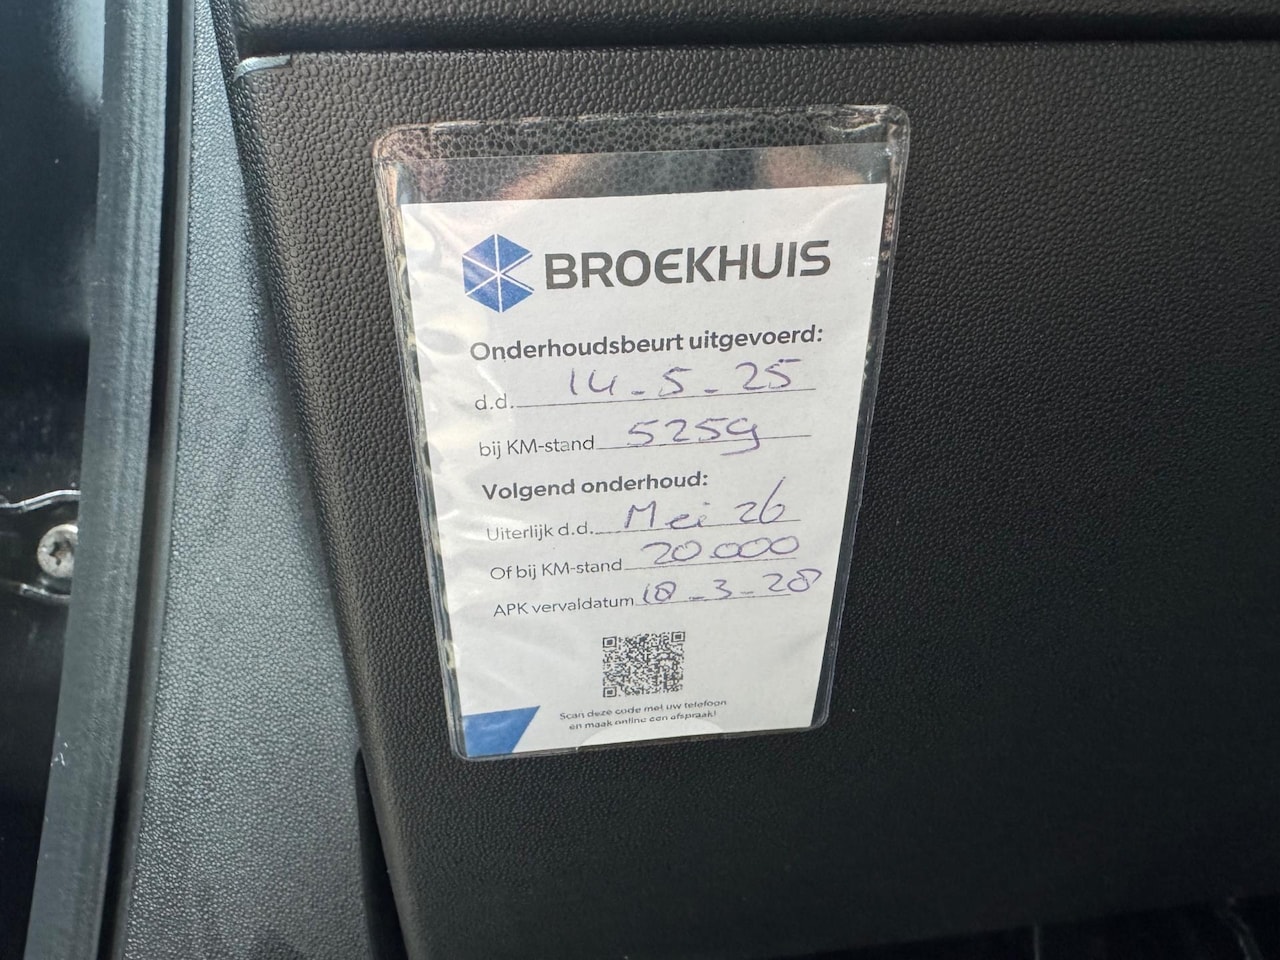 BROEKHUIS
Onderhoudsbeurt uitgevoerd:
d.d. 14-5-25
bij KM-stand 5259
Volgend onderhoud:
Uiterlijk d.d. Mei 26
Of bij KM-stand 20.000
APK vervaldatum 18-3-28
Scan deze code met uw telefoon
en maak online een afspraak!